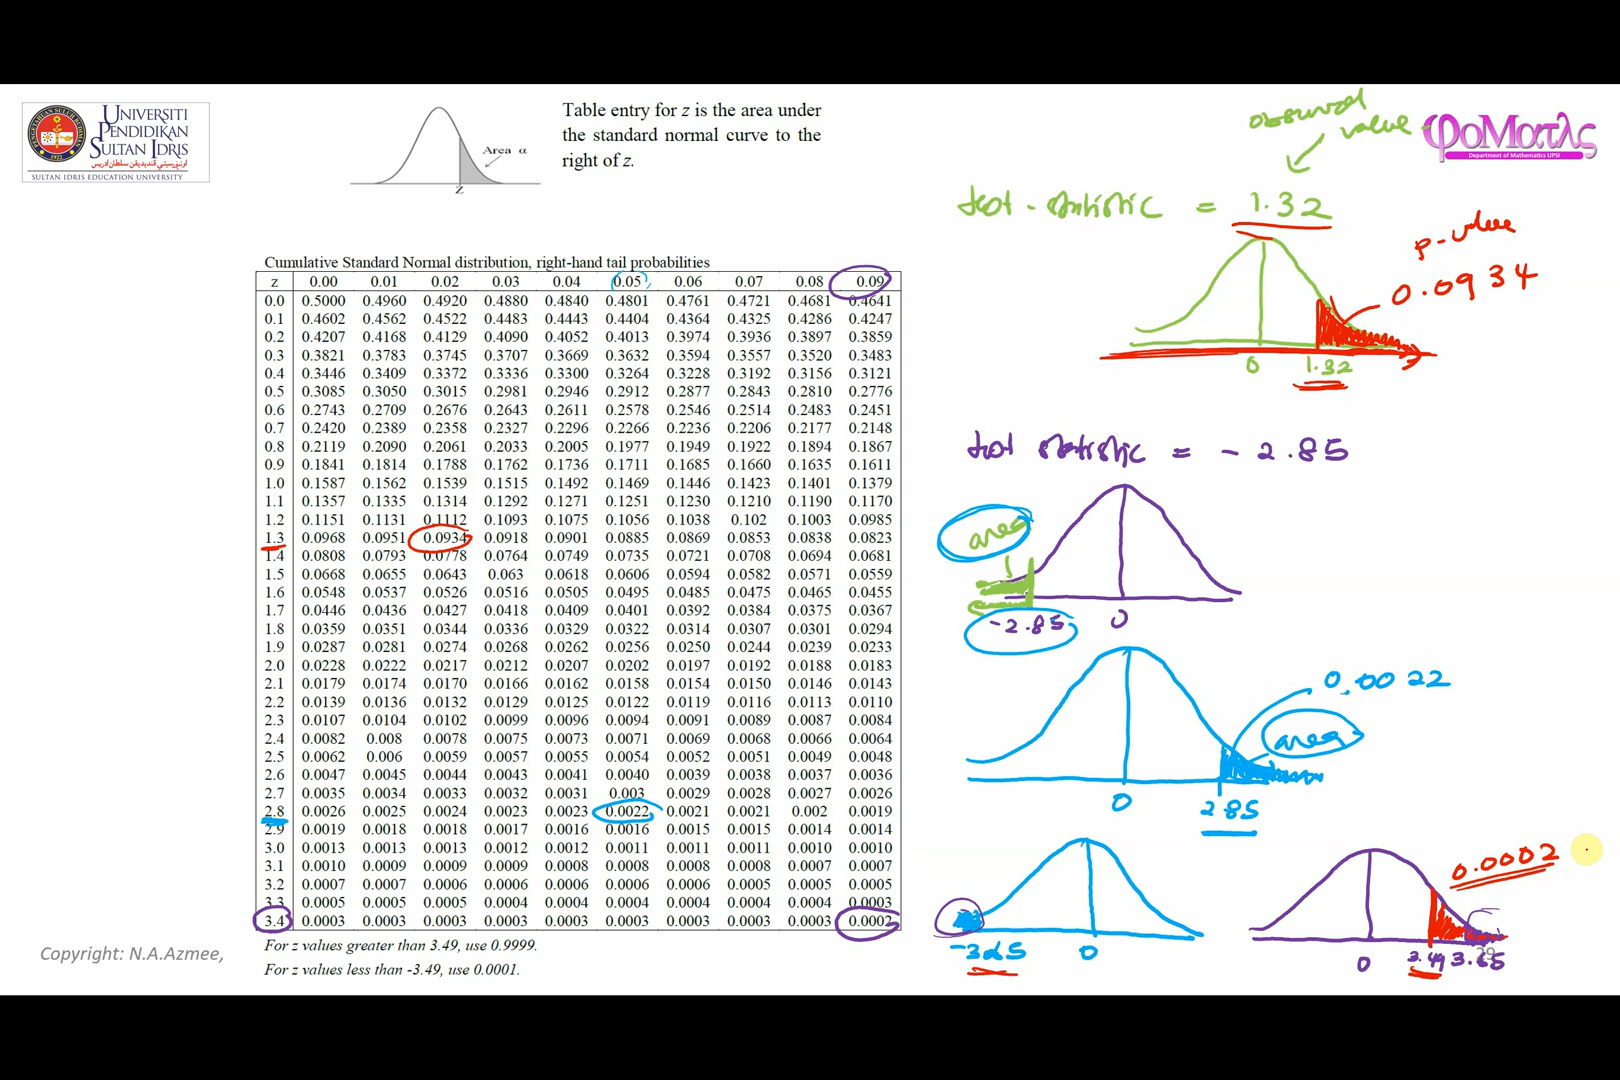 UNIVERSITI
PENDIDIKAN
SULTAN IDRIS
اونيۏرسيتي ڤنديديقن سلطان ادريس
SULTAN IDRIS EDUCATION UNIVERSITY
Area α
Z
Table entry for z is the area under
the standard normal curve to the
right of z.
Cumulative Standard Normal distribution, right-hand tail probabilities
z 0.00 0.01 0.02 0.03 0.04 0.05 0.06 0.07 0.08 0.09
0.0 0.5000 0.4960 0.4920 0.4880 0.4840 0.4801 0.4761 0.4721 0.4681 0.4641
0.1 0.4602 0.4562 0.4522 0.4483 0.4443 0.4404 0.4364 0.4325 0.4286 0.4247
0.2 0.4207 0.4168 0.4129 0.4090 0.4052 0.4013 0.3974 0.3936 0.3897 0.3859
0.3 0.3821 0.3783 0.3745 0.3707 0.3669 0.3632 0.3594 0.3557 0.3520 0.3483
0.4 0.3446 0.3409 0.3372 0.3336 0.3300 0.3264 0.3228 0.3192 0.3156 0.3121
0.5 0.3085 0.3050 0.3015 0.2981 0.2946 0.2912 0.2877 0.2843 0.2810 0.2776
0.6 0.2743 0.2709 0.2676 0.2643 0.2611 0.2578 0.2546 0.2514 0.2483 0.2451
0.7 0.2420 0.2389 0.2358 0.2327 0.2296 0.2266 0.2236 0.2206 0.2177 0.2148
0.8 0.2119 0.2090 0.2061 0.2033 0.2005 0.1977 0.1949 0.1922 0.1894 0.1867
0.9 0.1841 0.1814 0.1788 0.1762 0.1736 0.1711 0.1685 0.1660 0.1635 0.1611
1.0 0.1587 0.1562 0.1539 0.1515 0.1492 0.1469 0.1446 0.1423 0.1401 0.1379
1.1 0.1357 0.1335 0.1314 0.1292 0.1271 0.1251 0.1230 0.1210 0.1190 0.1170
1.2 0.1151 0.1131 0.1112 0.1093 0.1075 0.1056 0.1038 0.102 0.1003 0.0985
1.3 0.0968 0.0951 0.0934 0.0918 0.0901 0.0885 0.0869 0.0853 0.0838 0.0823
1.4 0.0808 0.0793 0.0778 0.0764 0.0749 0.0735 0.0721 0.0708 0.0694 0.0681
1.5 0.0668 0.0655 0.0643 0.063 0.0618 0.0606 0.0594 0.0582 0.0571 0.0559
1.6 0.0548 0.0537 0.0526 0.0516 0.0505 0.0495 0.0485 0.0475 0.0465 0.0455
1.7 0.0446 0.0436 0.0427 0.0418 0.0409 0.0401 0.0392 0.0384 0.0375 0.0367
1.8 0.0359 0.0351 0.0344 0.0336 0.0329 0.0322 0.0314 0.0307 0.0301 0.0294
1.9 0.0287 0.0281 0.0274 0.0268 0.0262 0.0256 0.0250 0.0244 0.0239 0.0233
2.0 0.0228 0.0222 0.0217 0.0212 0.0207 0.0202 0.0197 0.0192 0.0188 0.0183
2.1 0.0179 0.0174 0.0170 0.0166 0.0162 0.0158 0.0154 0.0150 0.0146 0.0143
2.2 0.0139 0.0136 0.0132 0.0129 0.0125 0.0122 0.0119 0.0116 0.0113 0.0110
2.3 0.0107 0.0104 0.0102 0.0099 0.0096 0.0094 0.0091 0.0089 0.0087 0.0084
2.4 0.0082 0.008 0.0078 0.0075 0.0073 0.0071 0.0069 0.0068 0.0066 0.0064
2.5 0.0062 0.006 0.0059 0.0057 0.0055 0.0054 0.0052 0.0051 0.0049 0.0048
2.6 0.0047 0.0045 0.0044 0.0043 0.0041 0.0040 0.0039 0.0038 0.0037 0.0036
2.7 0.0035 0.0034 0.0033 0.0032 0.0031 0.003 0.0029 0.0028 0.0027 0.0026
2.8 0.0026 0.0025 0.0024 0.0023 0.0023 0.0022 0.0021 0.0021 0.002 0.0019
2.9 0.0019 0.0018 0.0018 0.0017 0.0016 0.0016 0.0015 0.0015 0.0014 0.0014
3.0 0.0013 0.0013 0.0013 0.0012 0.0012 0.0011 0.0011 0.0011 0.0010 0.0010
3.1 0.0010 0.0009 0.0009 0.0009 0.0008 0.0008 0.0008 0.0008 0.0007 0.0007
3.2 0.0007 0.0007 0.0006 0.0006 0.0006 0.0006 0.0006 0.0005 0.0005 0.0005
3.3 0.0005 0.0005 0.0005 0.0004 0.0004 0.0004 0.0004 0.0004 0.0004 0.0003
3.4 0.0003 0.0003 0.0003 0.0003 0.0003 0.0003 0.0003 0.0003 0.0003 0.0002
For z values greater than 3.49, use 0.9999.
For z values less than -3.49, use 0.0001.
Copyright: N.A.Azmee,
observed
value
φoMαtλs
Department of Mathematics UPSI
test-statistic = 1.32
p-value
0.0934
0 1.32
test statistic = - 2.85
area
-2.85 0
0.0022
area
0 2.85
0.0002
-3.65 0
0 3.49 3.65
29